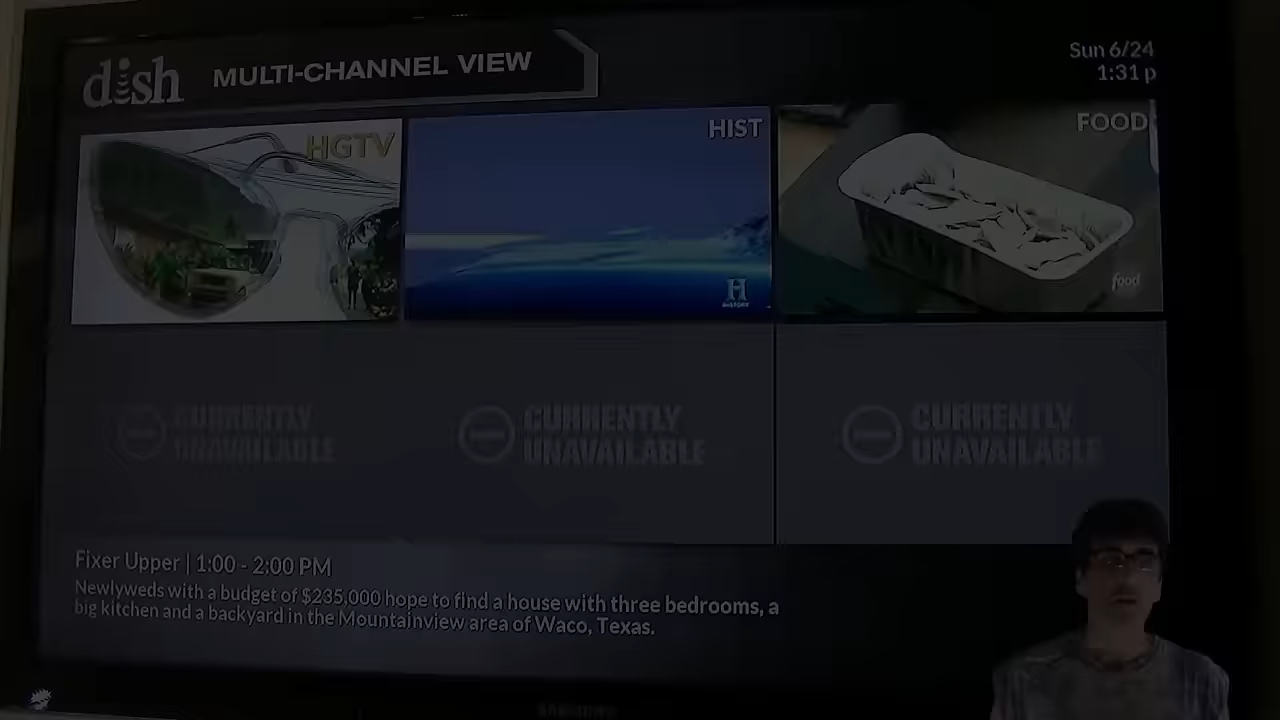 dish
MULTI-CHANNEL VIEW
Sun 6/24
1:31 p
HGTV
HIST
FOOD
H
HISTORY
food
CURRENTLY
UNAVAILABLE
CURRENTLY
UNAVAILABLE
CURRENTLY
UNAVAILABLE
Fixer Upper | 1:00 - 2:00 PM
Newlyweds with a budget of $235,000 hope to find a house with three bedrooms, a
big kitchen and a backyard in the Mountainview area of Waco, Texas.
SAMSUNG